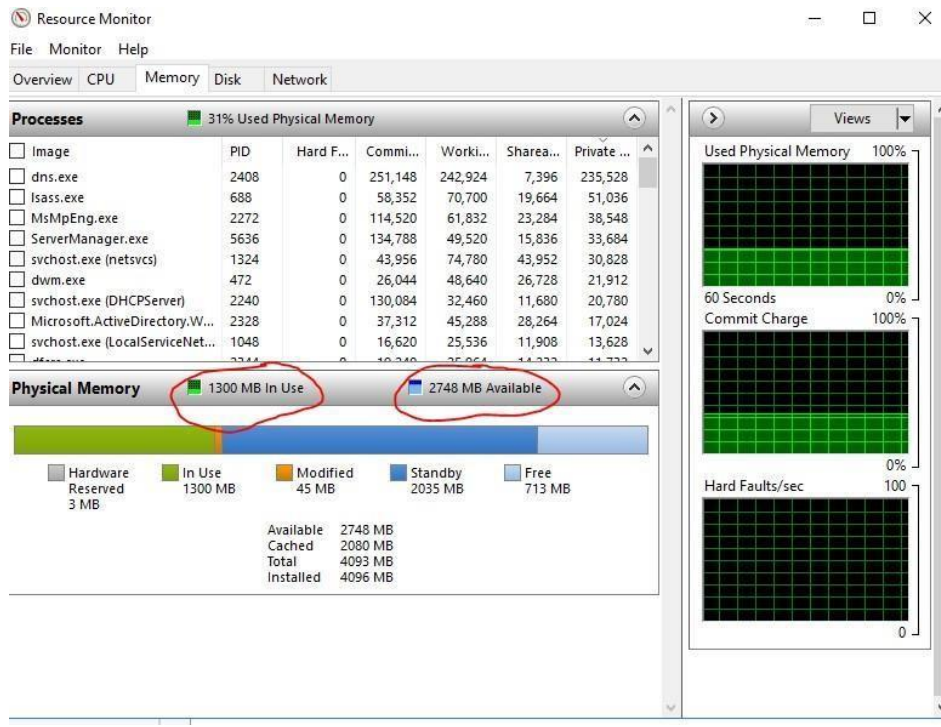 Resource Monitor
File Monitor Help
Overview CPU Memory Disk Network
Processes 31% Used Physical Memory
Image PID Hard F... Commi... Worki... Sharea... Private ...
dns.exe 2408 0 251,148 242,924 7,396 235,528
lsass.exe 688 0 58,352 70,700 19,664 51,036
MsMpEng.exe 2272 0 114,520 61,832 23,284 38,548
ServerManager.exe 5636 0 134,788 49,520 15,836 33,684
svchost.exe (netsvcs) 1324 0 43,956 74,780 43,952 30,828
dwm.exe 472 0 26,044 48,640 26,728 21,912
svchost.exe (DHCPServer) 2240 0 130,084 32,460 11,680 20,780
Microsoft.ActiveDirectory.W... 2328 0 37,312 45,288 28,264 17,024
svchost.exe (LocalServiceNet... 1048 0 16,620 25,536 11,908 13,628
Physical Memory 1300 MB In Use 2748 MB Available
Hardware Reserved 3 MB
In Use 1300 MB
Modified 45 MB
Standby 2035 MB
Free 713 MB
Available 2748 MB
Cached 2080 MB
Total 4093 MB
Installed 4096 MB
Views
Used Physical Memory 100%
60 Seconds 0%
Commit Charge 100%
0%
Hard Faults/sec 100
0